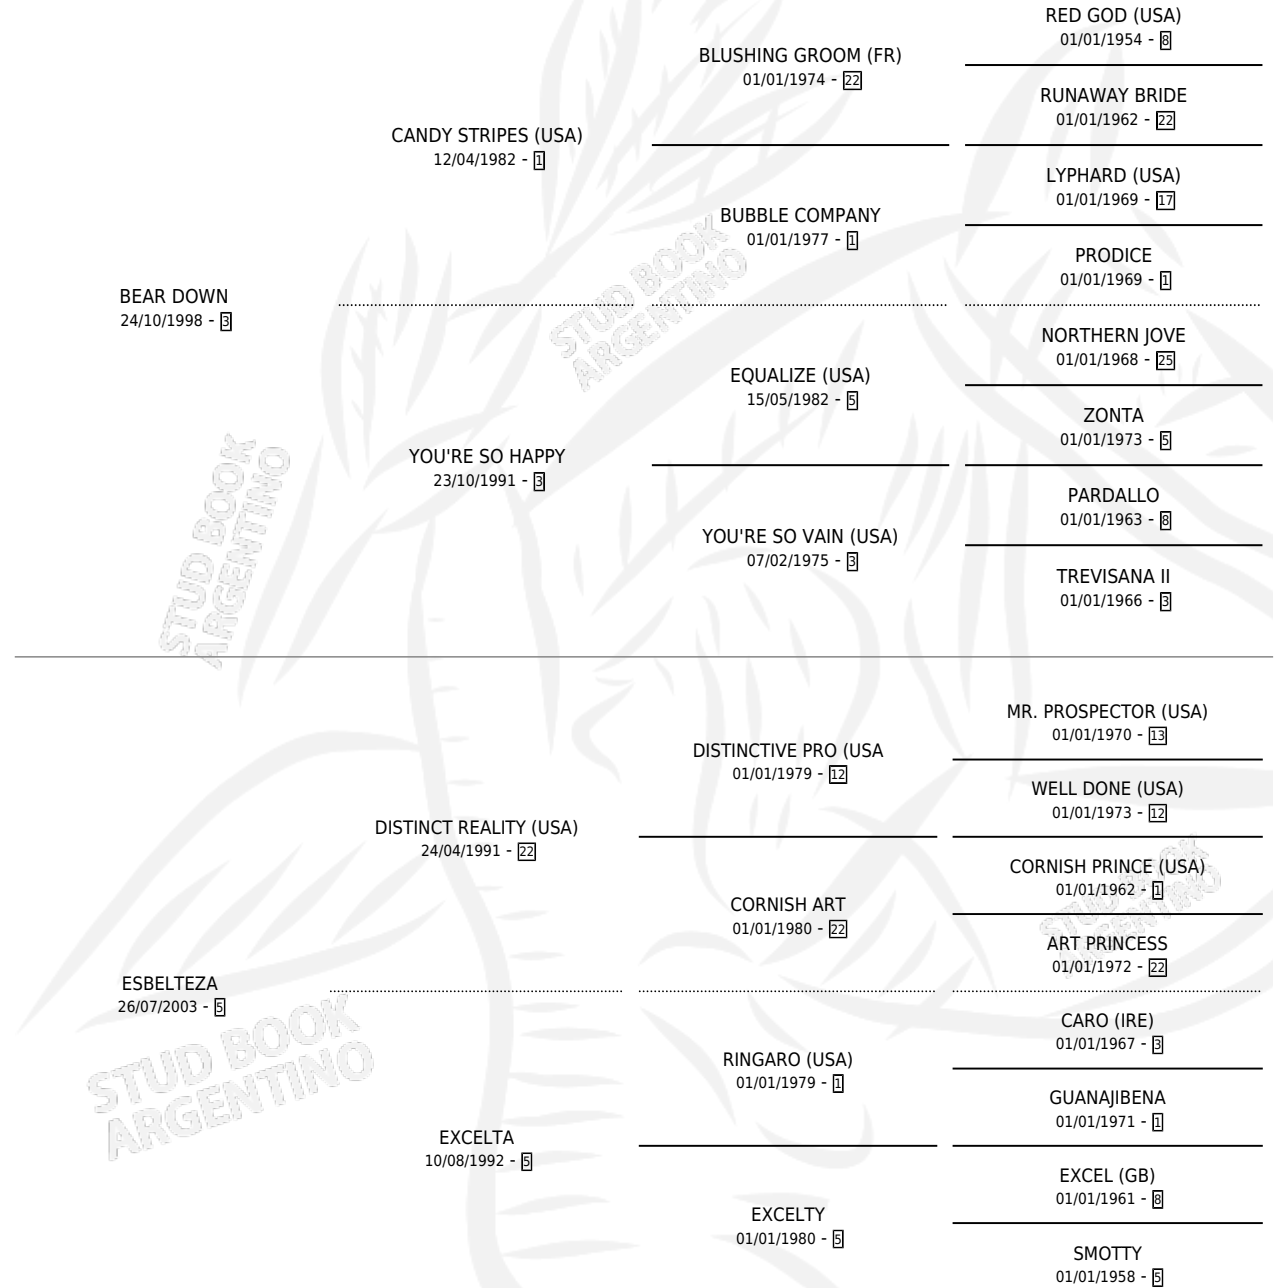 RED GOD (USA)
01/01/1954 - 8
BLUSHING GROOM (FR)
01/01/1974 - 22
RUNAWAY BRIDE
01/01/1962 - 22
CANDY STRIPES (USA)
12/04/1982 - 1
LYPHARD (USA)
01/01/1969 - 17
BUBBLE COMPANY
01/01/1977 - 1
PRODICE
01/01/1969 - 1
BEAR DOWN
24/10/1998 - 3
STUD BOOK
ARGENTINO
NORTHERN JOVE
01/01/1968 - 25
EQUALIZE (USA)
15/05/1982 - 5
ZONTA
01/01/1973 - 5
YOU'RE SO HAPPY
23/10/1991 - 3
PARDALLO
01/01/1963 - 8
YOU'RE SO VAIN (USA)
07/02/1975 - 3
TREVISANA II
01/01/1966 - 3
STUD BOOK
ARGENTINO
MR. PROSPECTOR (USA)
01/01/1970 - 13
DISTINCTIVE PRO (USA
01/01/1979 - 12
WELL DONE (USA)
01/01/1973 - 12
DISTINCT REALITY (USA)
24/04/1991 - 22
CORNISH PRINCE (USA)
01/01/1962 - 1
CORNISH ART
01/01/1980 - 22
STUD BOOK
ARGENTINO
ART PRINCESS
01/01/1972 - 22
ESBELTEZA
26/07/2003 - 5
CARO (IRE)
01/01/1967 - 3
RINGARO (USA)
01/01/1979 - 1
GUANAJIBENA
01/01/1971 - 1
STUD BOOK
ARGENTINO
EXCELTA
10/08/1992 - 5
EXCEL (GB)
01/01/1961 - 8
EXCELTY
01/01/1980 - 5
SMOTTY
01/01/1958 - 5